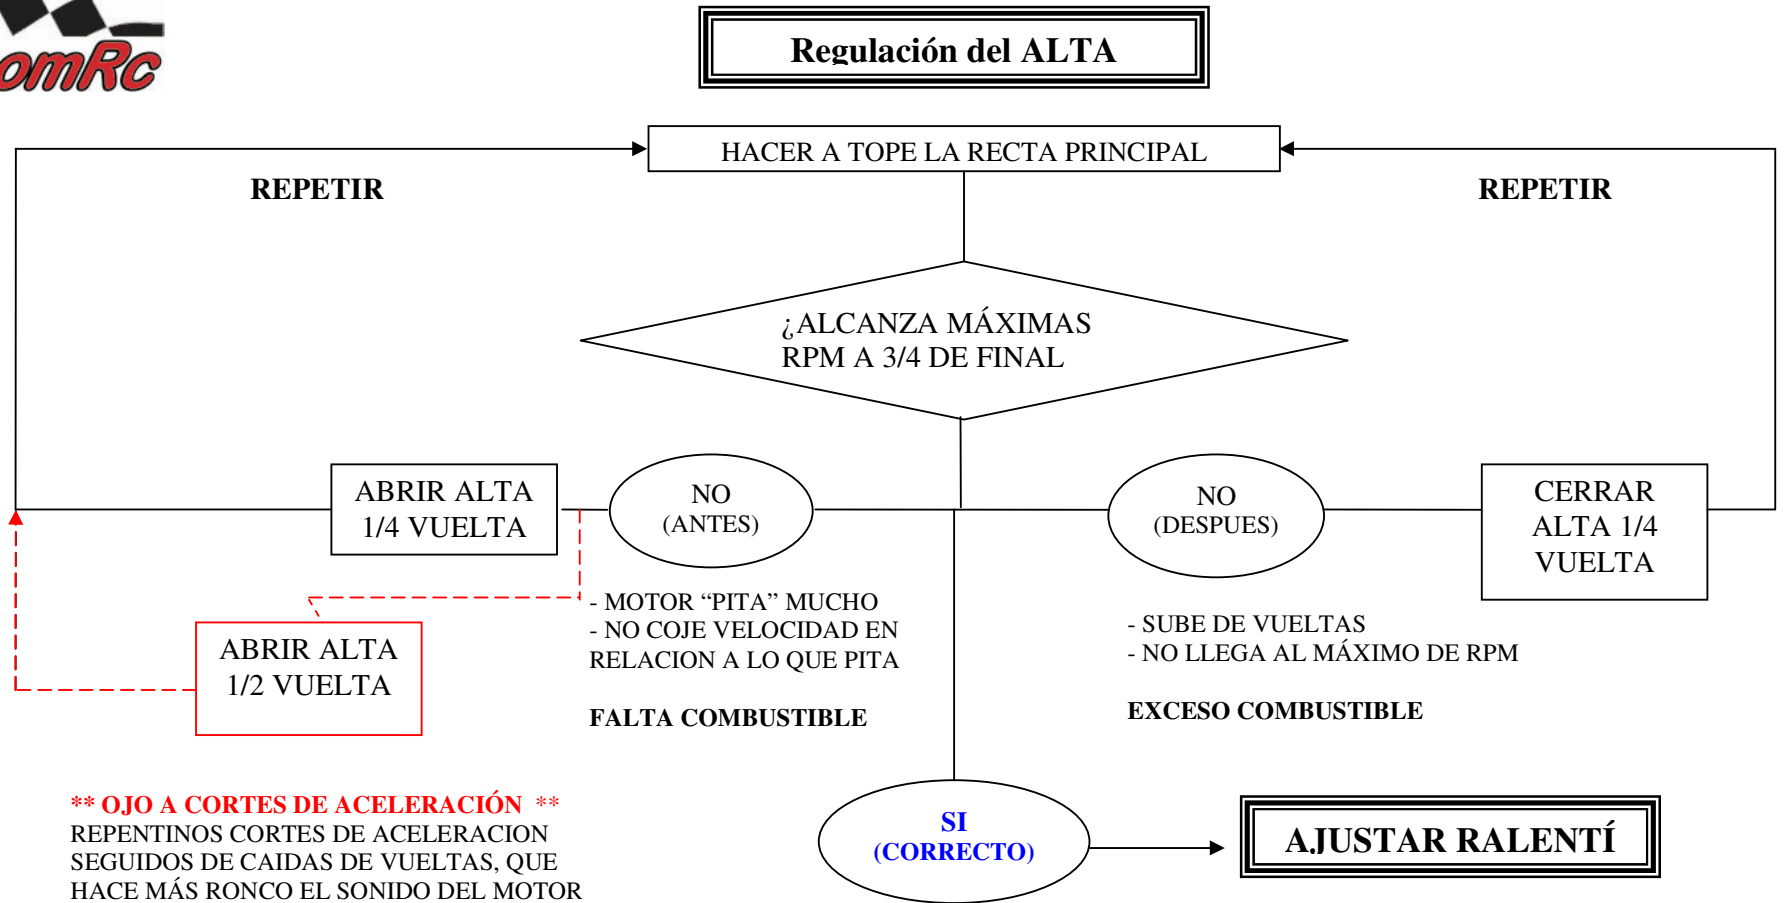 omRc
Regulación del ALTA
HACER A TOPE LA RECTA PRINCIPAL
REPETIR
REPETIR
¿ALCANZA MÁXIMAS
RPM A 3/4 DE FINAL
ABRIR ALTA
1/4 VUELTA
NO
(ANTES)
NO
(DESPUES)
CERRAR
ALTA 1/4
VUELTA
- MOTOR “PITA” MUCHO
- NO COJE VELOCIDAD EN
RELACION A LO QUE PITA
FALTA COMBUSTIBLE
- SUBE DE VUELTAS
- NO LLEGA AL MÁXIMO DE RPM
EXCESO COMBUSTIBLE
ABRIR ALTA
1/2 VUELTA
** OJO A CORTES DE ACELERACIÓN **
REPENTINOS CORTES DE ACELERACION
SEGUIDOS DE CAIDAS DE VUELTAS, QUE
HACE MÁS RONCO EL SONIDO DEL MOTOR
SI
(CORRECTO)
AJUSTAR RALENTÍ